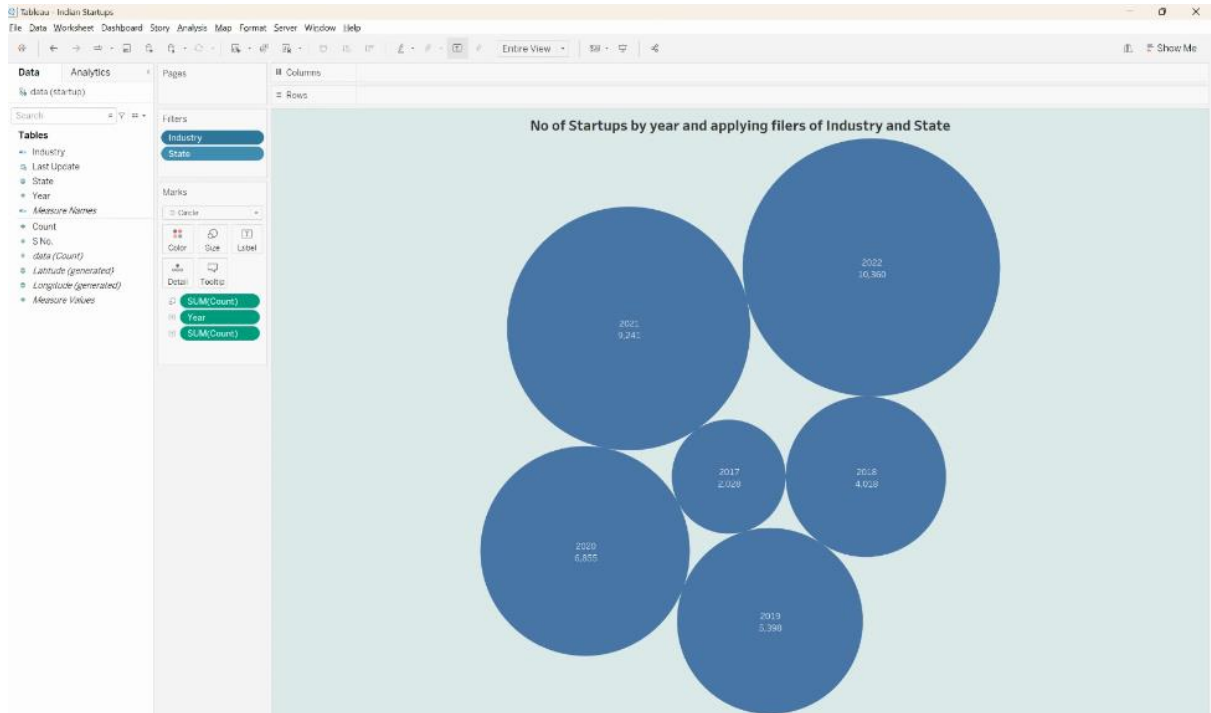 Tableau - Indian Startups
File Data Worksheet Dashboard Story Analysis Map Format Server Window Help
Entire View
Show Me
Data Analytics
data (startup)
Search
Tables
Industry
Last Update
State
Year
Measure Names
Count
S No.
data (Count)
Latitude (generated)
Longitude (generated)
Measure Values
Pages
Filters
Industry
State
Marks
Circle
Color Size Label
Detail Tooltip
SUM(Count)
Year
SUM(Count)
Columns
Rows
No of Startups by year and applying filers of Industry and State
2022
10,360
2021
9,241
2017
2,028
2018
4,018
2020
6,855
2019
5,398